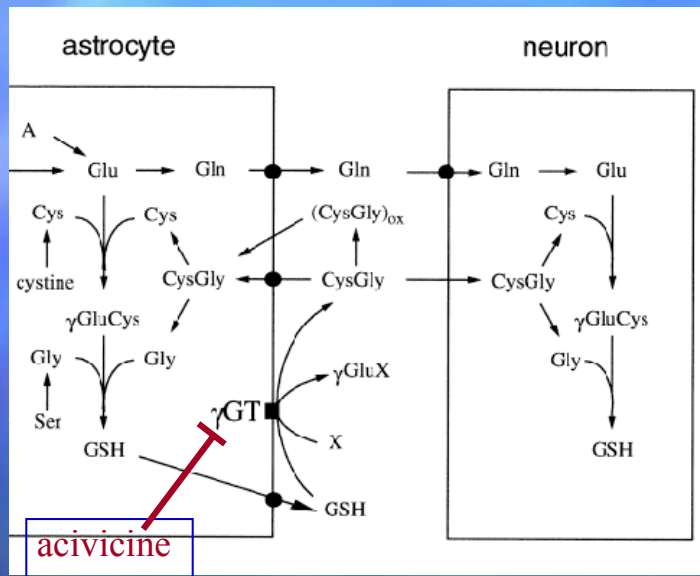 astrocyte neuron
A
Glu Gln Gln Gln Glu
Cys Cys (CysGly)ox Cys
cystine CysGly CysGly CysGly
γGluCys γGluCys
Gly Gly γGluX Gly
γGT
Ser X
GSH GSH
GSH
acivicine